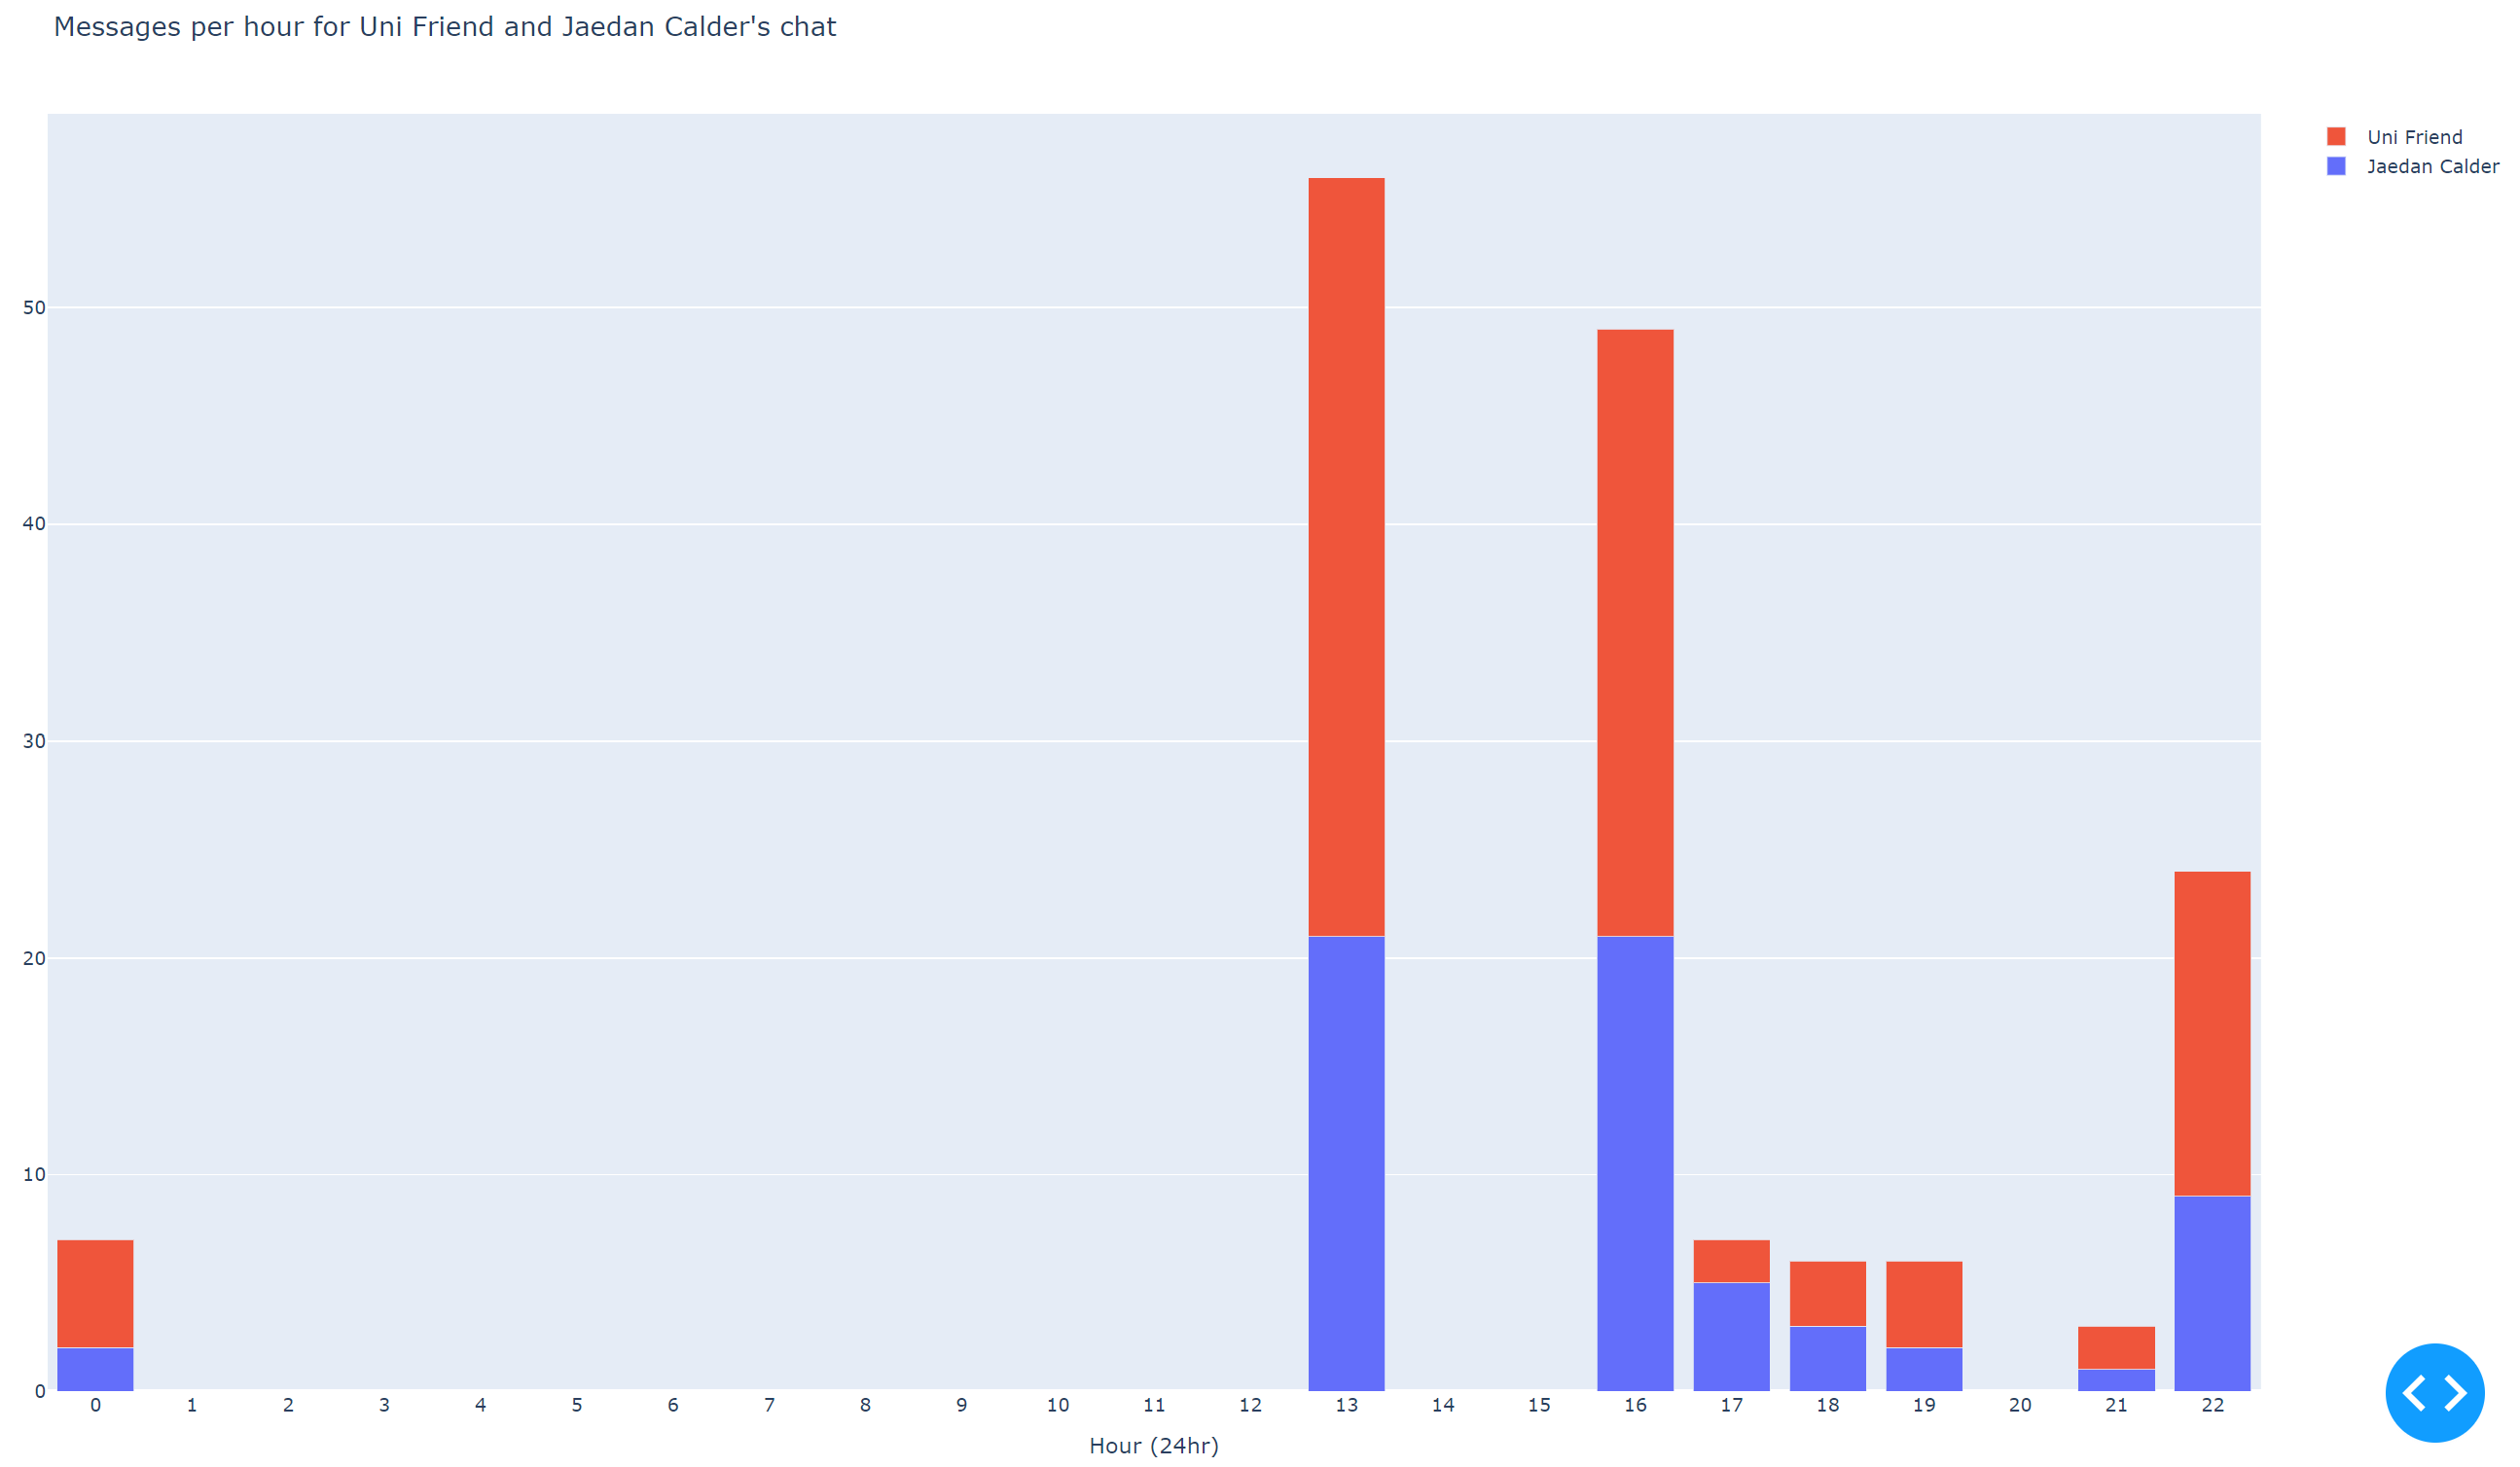 Messages per hour for Uni Friend and Jaedan Calder's chat
Uni Friend
Jaedan Calder
50
40
30
20
10
0
0 1 2 3 4 5 6 7 8 9 10 11 12 13 14 15 16 17 18 19 20 21 22
Hour (24hr)